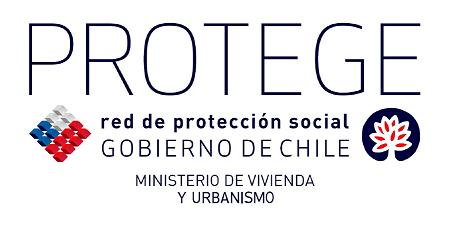 PROTEGE
red de protección social
GOBIERNO DE CHILE
MINISTERIO DE VIVIENDA
Y URBANISMO